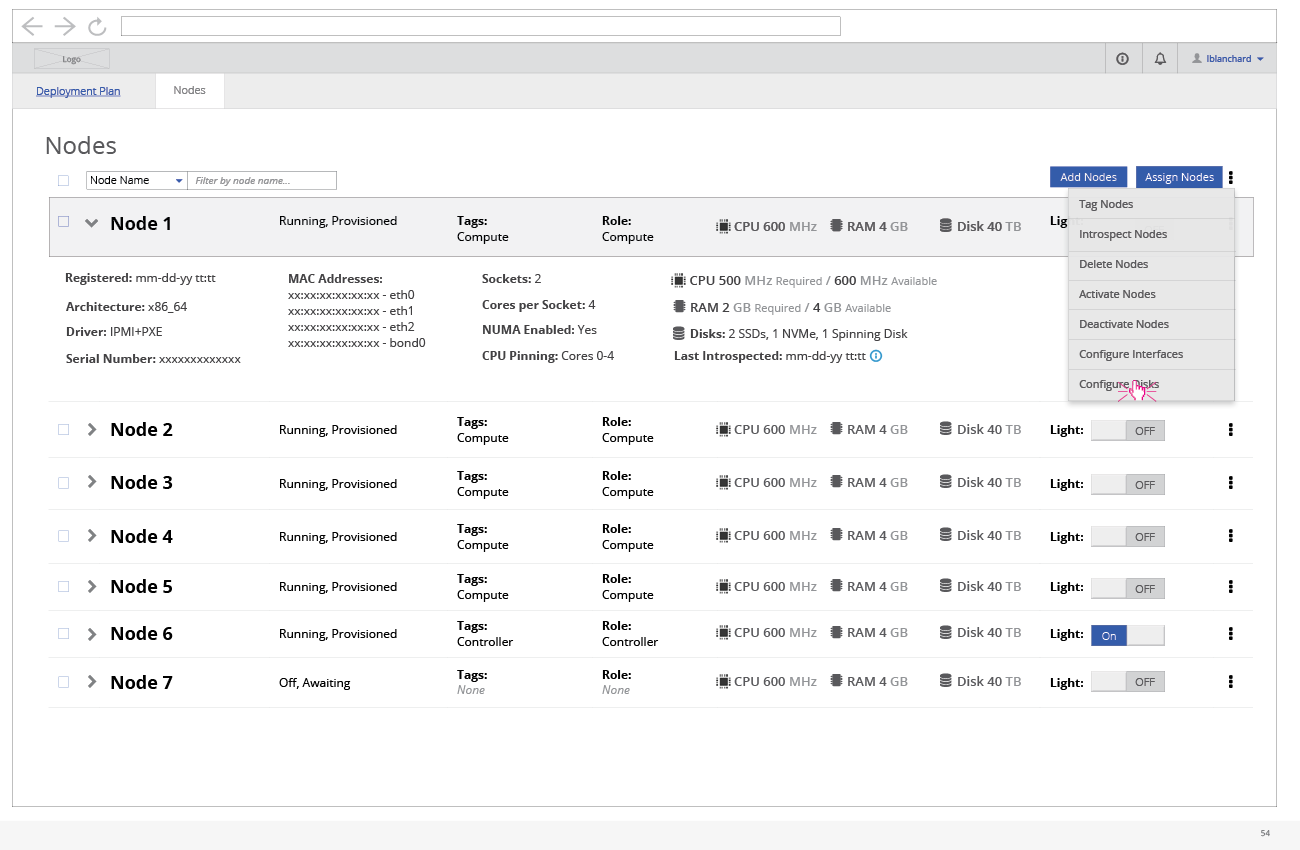 Logo
lblanchard
Deployment Plan
Nodes
Nodes
Node Name
Filter by node name...
Add Nodes
Assign Nodes
Node 1
Running, Provisioned
Tags:
Compute
Role:
Compute
CPU 600 MHz
RAM 4 GB
Disk 40 TB
Lig
Tag Nodes
Introspect Nodes
Delete Nodes
Activate Nodes
Deactivate Nodes
Configure Interfaces
Configure Disks
Registered: mm-dd-yy tt:tt
Architecture: x86_64
Driver: IPMI+PXE
Serial Number: xxxxxxxxxxxxx
MAC Addresses:
xx:xx:xx:xx:xx:xx - eth0
xx:xx:xx:xx:xx:xx - eth1
xx:xx:xx:xx:xx:xx - eth2
xx:xx:xx:xx:xx:xx - bond0
Sockets: 2
Cores per Socket: 4
NUMA Enabled: Yes
CPU Pinning: Cores 0-4
CPU 500 MHz Required / 600 MHz Available
RAM 2 GB Required / 4 GB Available
Disks: 2 SSDs, 1 NVMe, 1 Spinning Disk
Last Introspected: mm-dd-yy tt:tt
Node 2
Running, Provisioned
Tags:
Compute
Role:
Compute
CPU 600 MHz
RAM 4 GB
Disk 40 TB
Light:
OFF
Node 3
Running, Provisioned
Tags:
Compute
Role:
Compute
CPU 600 MHz
RAM 4 GB
Disk 40 TB
Light:
OFF
Node 4
Running, Provisioned
Tags:
Compute
Role:
Compute
CPU 600 MHz
RAM 4 GB
Disk 40 TB
Light:
OFF
Node 5
Running, Provisioned
Tags:
Compute
Role:
Compute
CPU 600 MHz
RAM 4 GB
Disk 40 TB
Light:
OFF
Node 6
Running, Provisioned
Tags:
Controller
Role:
Controller
CPU 600 MHz
RAM 4 GB
Disk 40 TB
Light:
On
Node 7
Off, Awaiting
Tags:
None
Role:
None
CPU 600 MHz
RAM 4 GB
Disk 40 TB
Light:
OFF
54